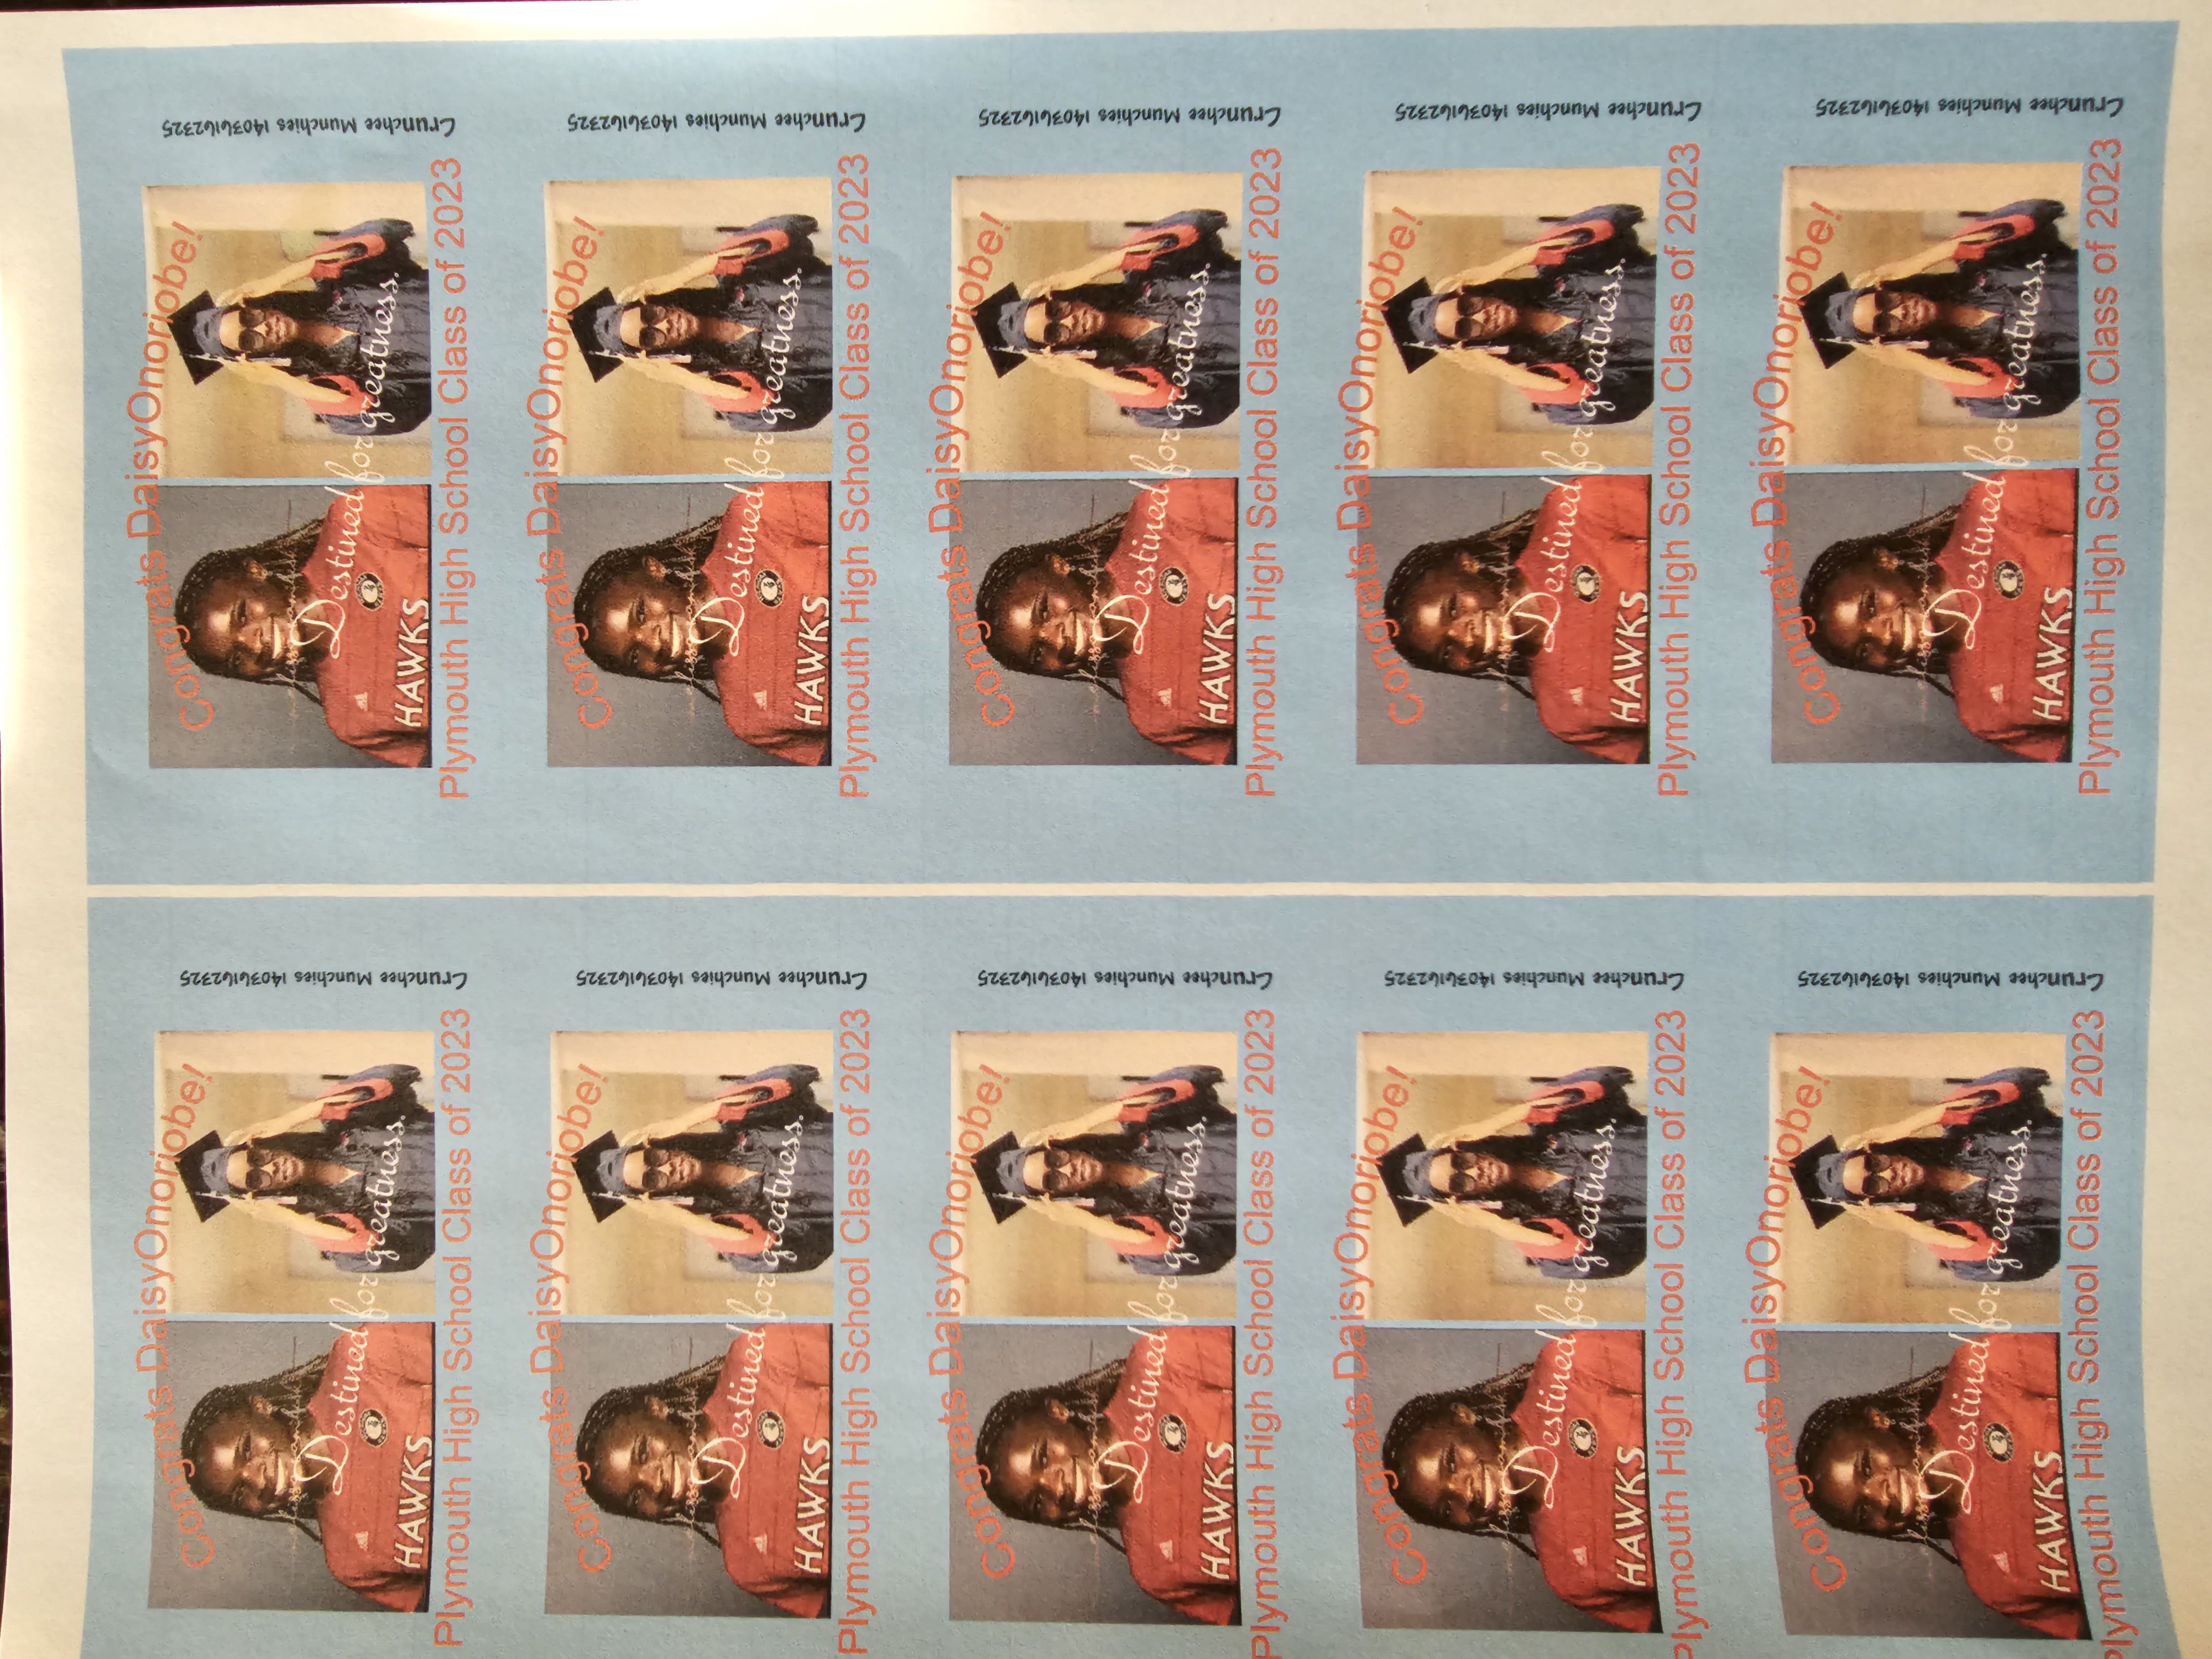 Congrats DaisyOnoriobe!
Destined for greatness.
HAWKS
Plymouth High School Class of 2023
Crunchee Munchies 14036162325
Congrats DaisyOnoriobe!
Destined for greatness.
HAWKS
Plymouth High School Class of 2023
Crunchee Munchies 14036162325
Congrats DaisyOnoriobe!
Destined for greatness.
HAWKS
Plymouth High School Class of 2023
Crunchee Munchies 14036162325
Congrats DaisyOnoriobe!
Destined for greatness.
HAWKS
Plymouth High School Class of 2023
Crunchee Munchies 14036162325
Congrats DaisyOnoriobe!
Destined for greatness.
HAWKS
Plymouth High School Class of 2023
Crunchee Munchies 14036162325
Congrats DaisyOnoriobe!
Destined for greatness.
HAWKS
Plymouth High School Class of 2023
Crunchee Munchies 14036162325
Congrats DaisyOnoriobe!
Destined for greatness.
HAWKS
Plymouth High School Class of 2023
Crunchee Munchies 14036162325
Congrats DaisyOnoriobe!
Destined for greatness.
HAWKS
Plymouth High School Class of 2023
Crunchee Munchies 14036162325
Congrats DaisyOnoriobe!
Destined for greatness.
HAWKS
Plymouth High School Class of 2023
Crunchee Munchies 14036162325
Congrats DaisyOnoriobe!
Destined for greatness.
HAWKS
Plymouth High School Class of 2023
Crunchee Munchies 14036162325